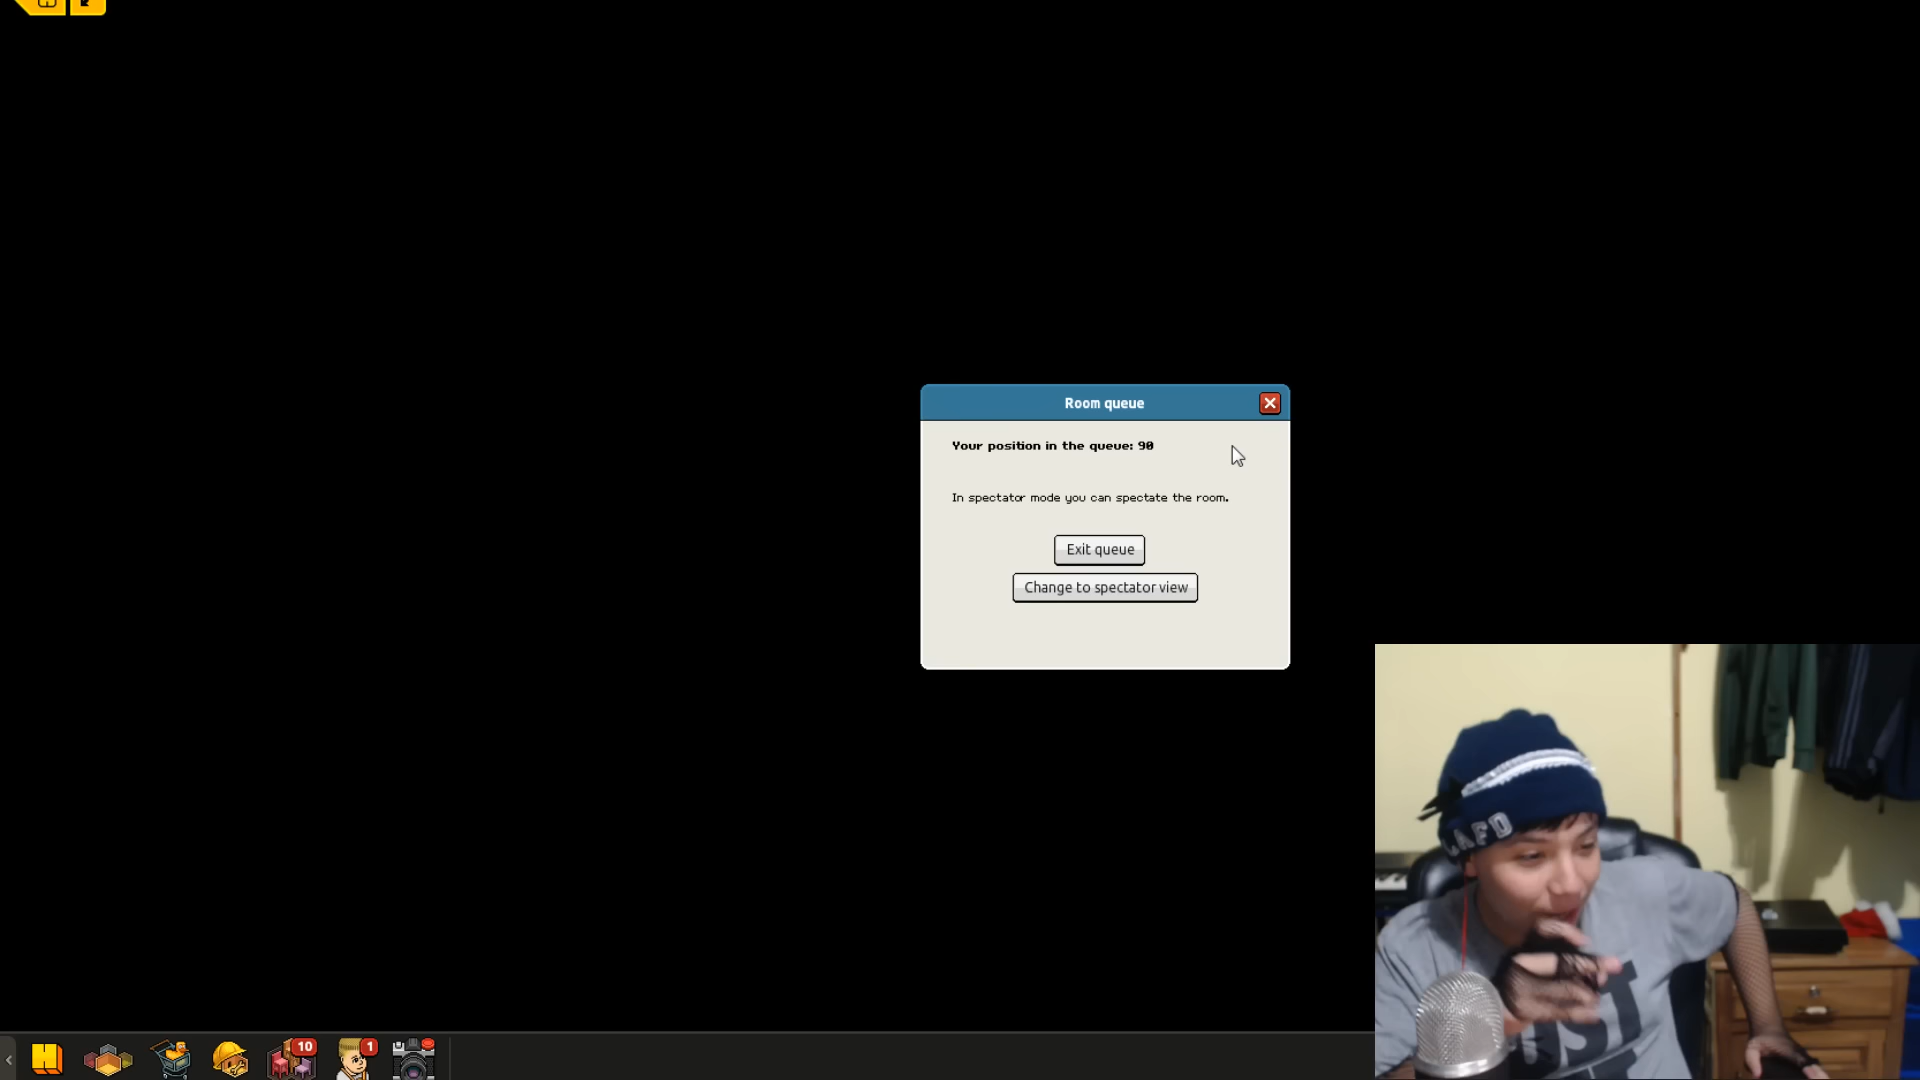 Room queue
Your position in the queue: 90
In spectator mode you can spectate the room.
Exit queue
Change to spectator view
LAFD
10
1